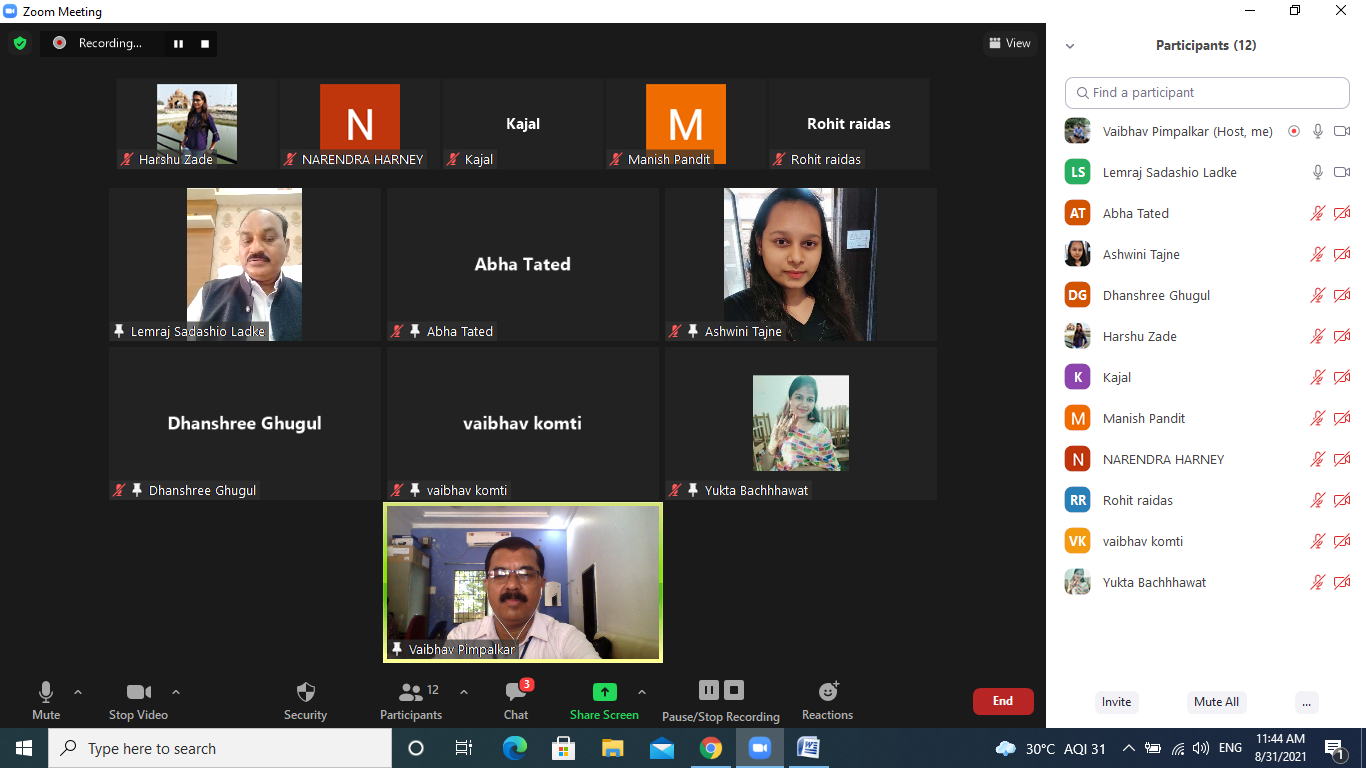 Zoom Meeting
Recording...
View
Harshu Zade
N
NARENDRA HARNEY
Kajal
Kajal
M
Manish Pandit
Rohit raidas
Rohit raidas
Lemraj Sadashio Ladke
Abha Tated
Abha Tated
Ashwini Tajne
Dhanshree Ghugul
Dhanshree Ghugul
vaibhav komti
vaibhav komti
Yukta Bachhhawat
Vaibhav Pimpalkar
Mute
Stop Video
Security
12
Participants
3
Chat
Share Screen
Pause/Stop Recording
Reactions
End
Participants (12)
Find a participant
Vaibhav Pimpalkar (Host, me)
LS Lemraj Sadashio Ladke
AT Abha Tated
Ashwini Tajne
DG Dhanshree Ghugul
Harshu Zade
K Kajal
M Manish Pandit
N NARENDRA HARNEY
RR Rohit raidas
VK vaibhav komti
Yukta Bachhhawat
Invite
Mute All
...
Type here to search
30°C AQI 31
ENG
11:44 AM
8/31/2021
1